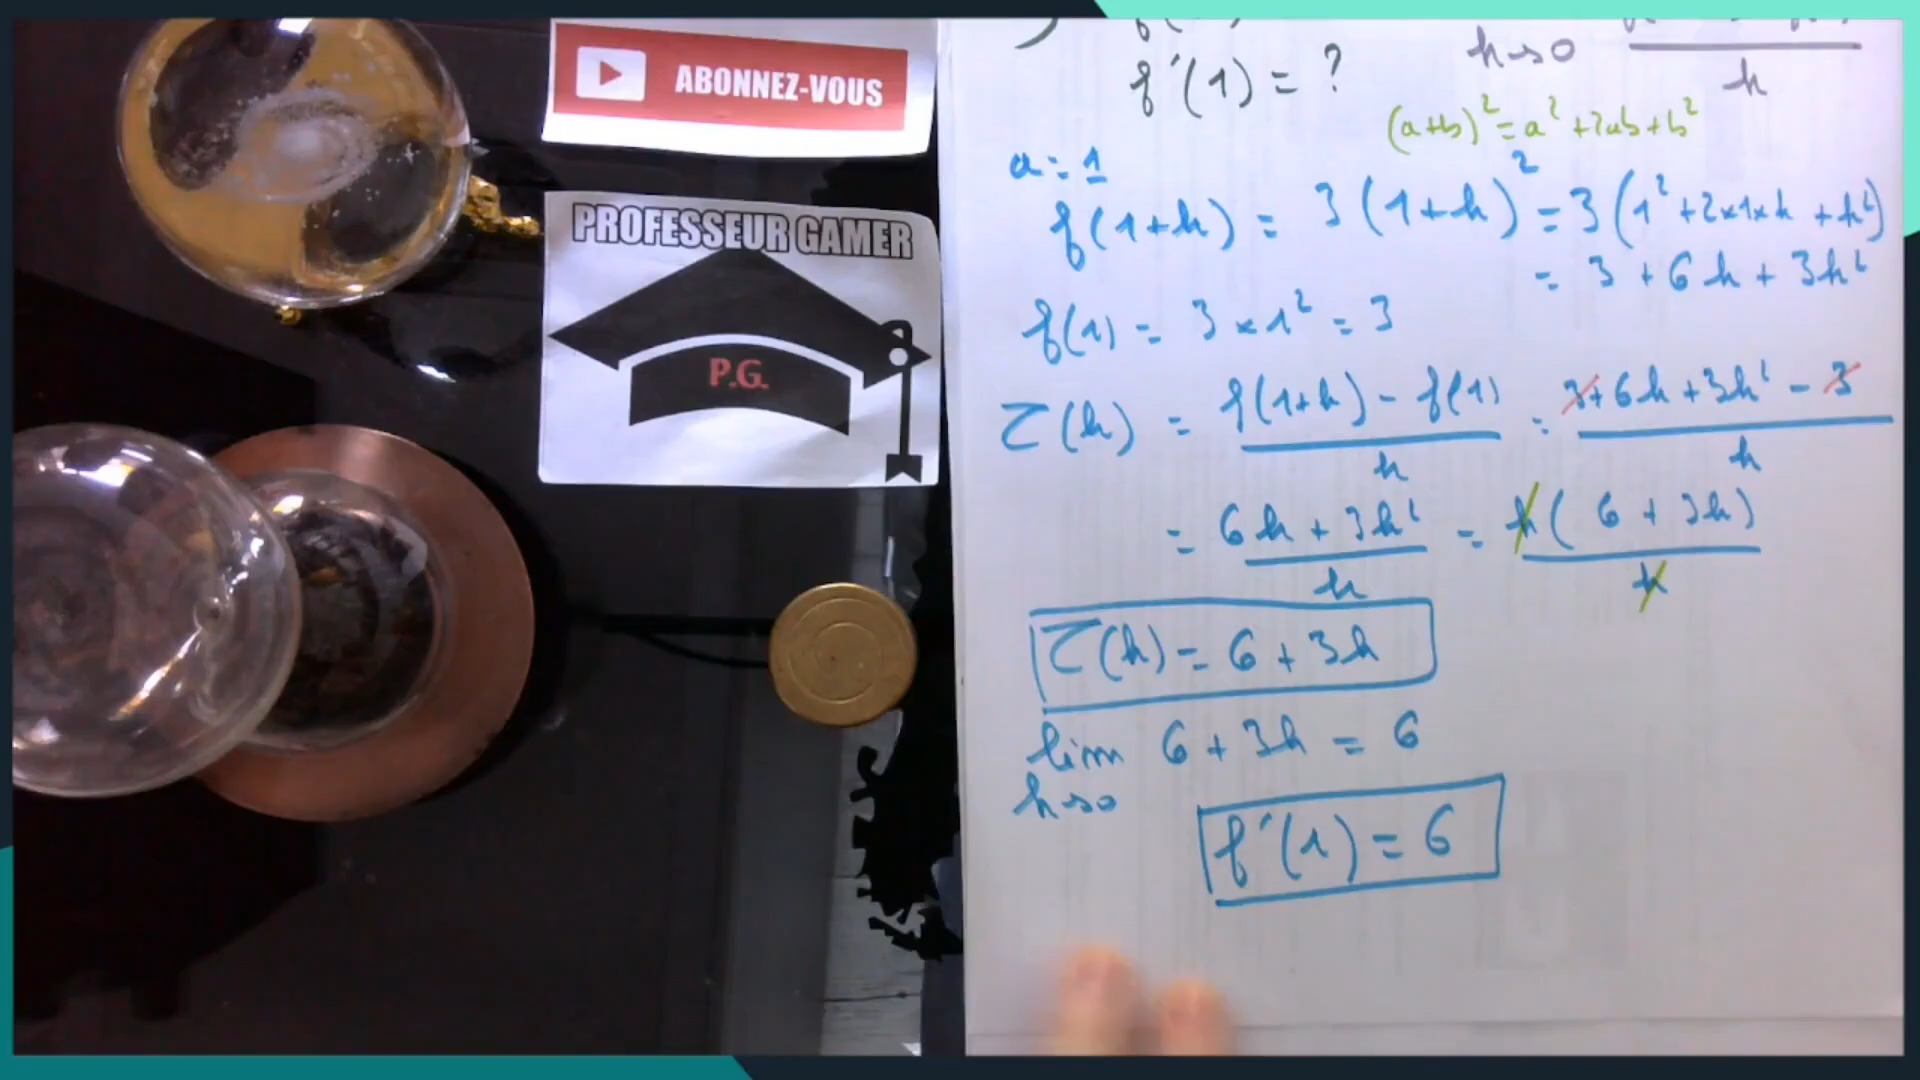 ABONNEZ-VOUS
PROFESSEUR GAMER
P.G.
f'(1) = ?
h→0
h
(a+b)² = a² + 2ab + b²
a = 1
f(1+h) = 3(1+h)² = 3(1² + 2×1×h + h²)
= 3 + 6h + 3h²
f(1) = 3 × 1² = 3
τ(h) = f(1+h) - f(1) / h = 3 + 6h + 3h² - 3 / h
= 6h + 3h² / h = h(6 + 3h) / h
τ(h) = 6 + 3h
lim 6 + 3h = 6
h→0
f'(1) = 6